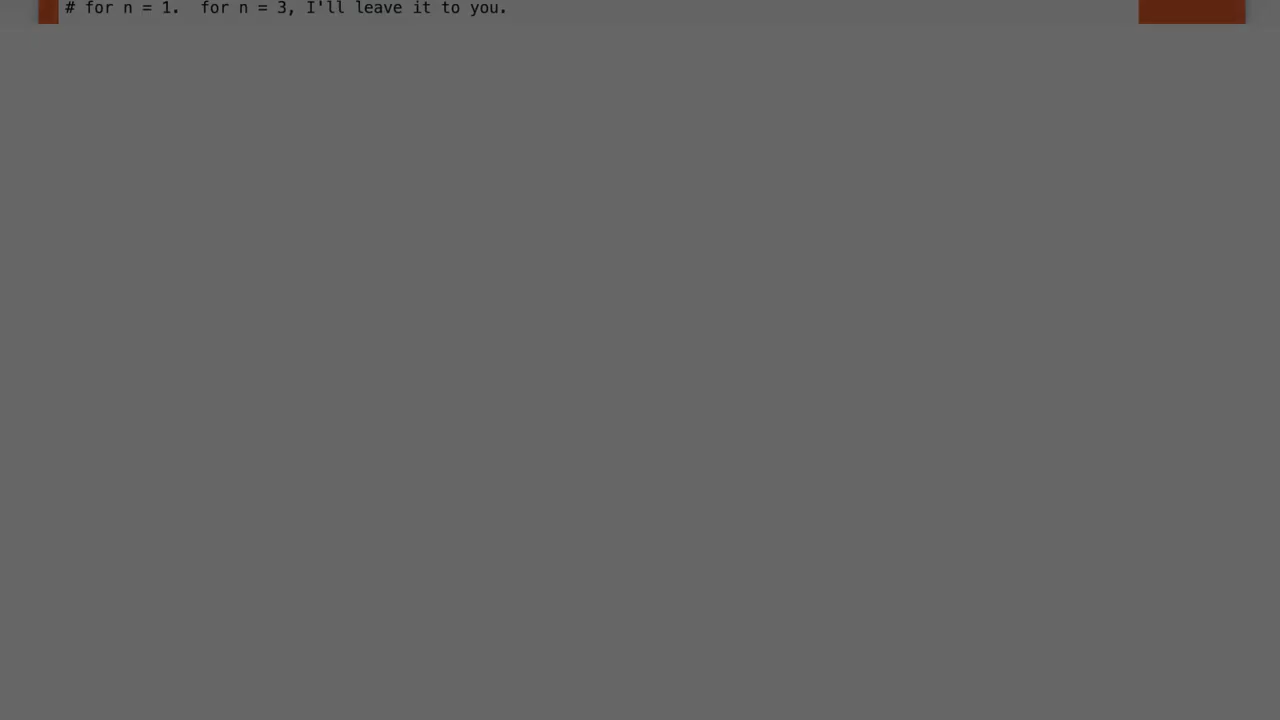 # for n = 1.  for n = 3, I'll leave it to you.